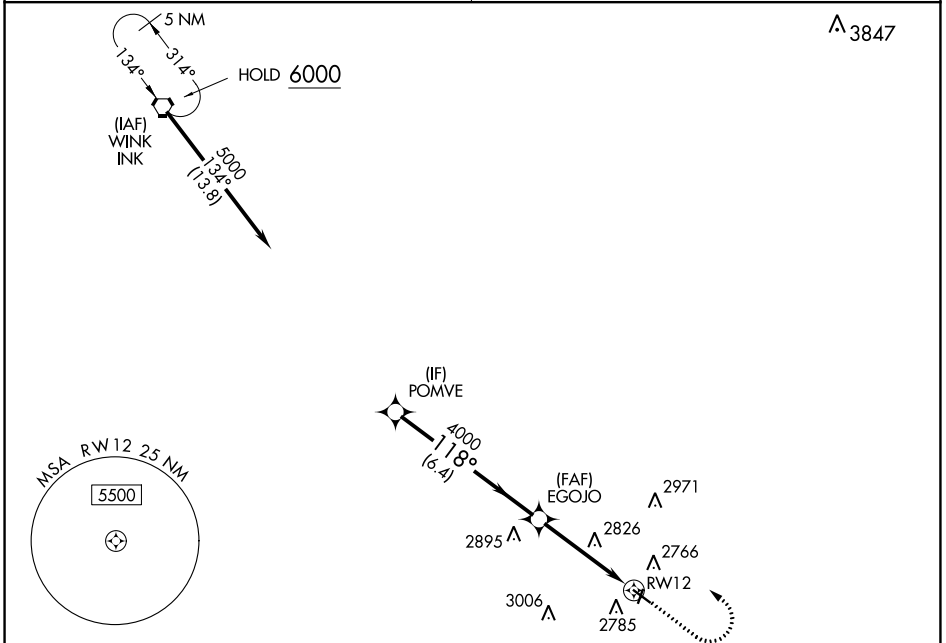 5 NM
134°
314°
HOLD 6000
(IAF)
WINK
INK
5000
134°
(13.8)
3847
(IF)
POMVE
4000
118°
(6.4)
(FAF)
EGOJO
2971
2895
2826
2766
RW12
3006
2785
MSA RW12 25 NM
5500